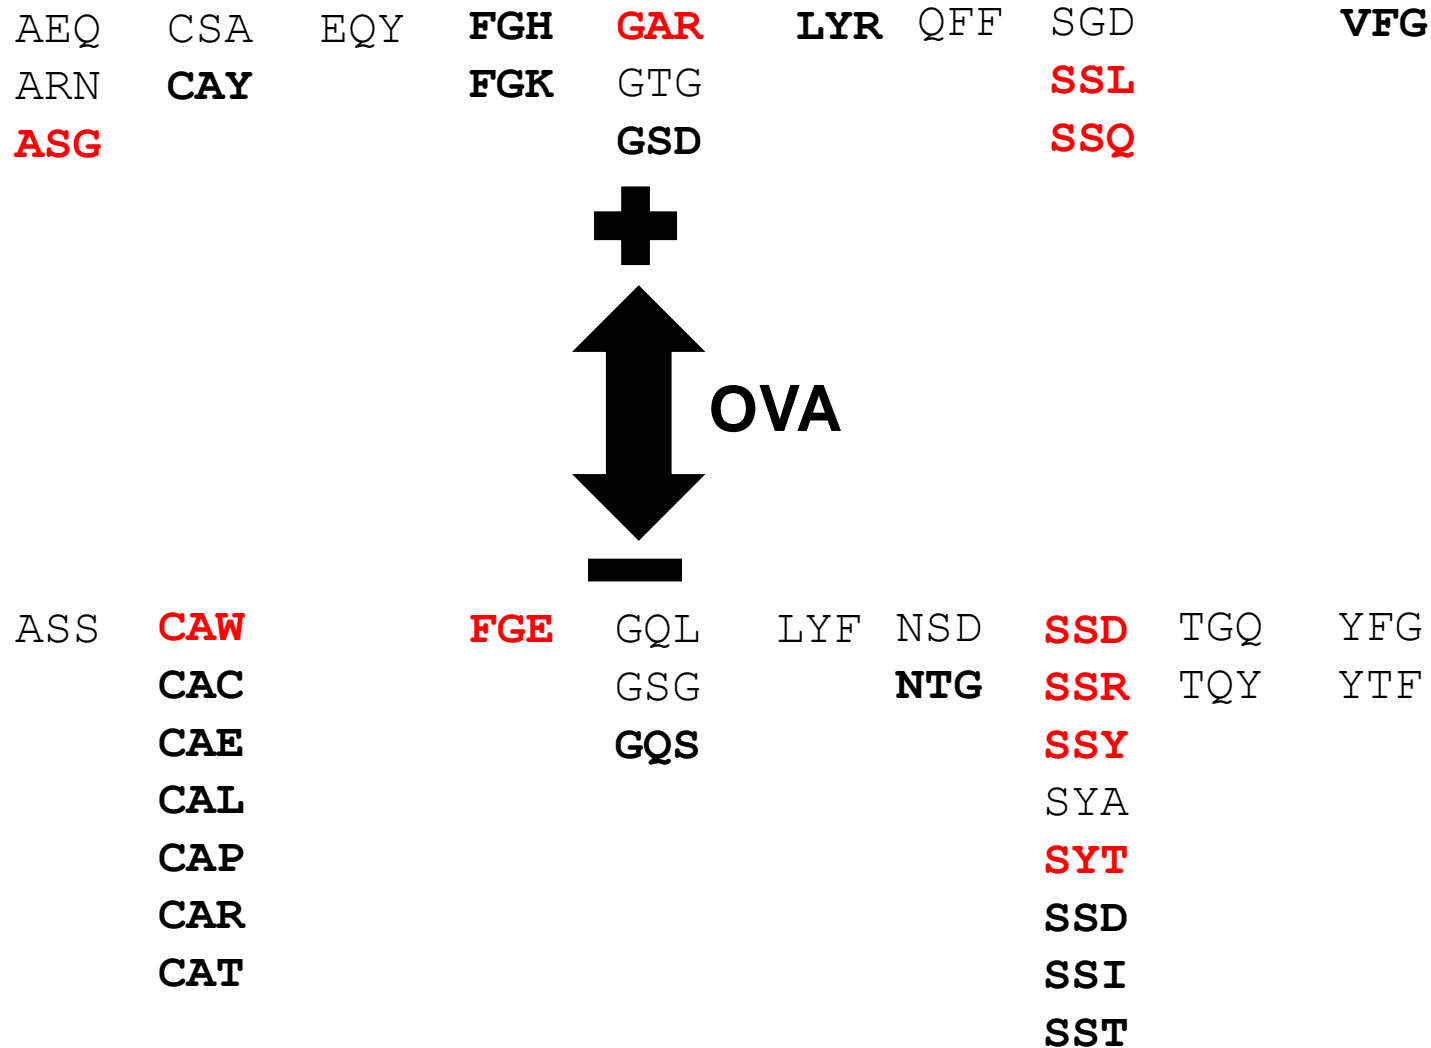 AEQ CSA EQY FGH GAR LYR QFF SGD VFG
ARN CAY FGK GTG SSL
ASG GSD SSQ
+
OVA
−
ASS CAW FGE GQL LYF NSD SSD TGQ YFG
CAC GSG NTG SSR TQY YTF
CAE GQS SSY
CAL SYA
CAP SYT
CAR SSD
CAT SSI
SST